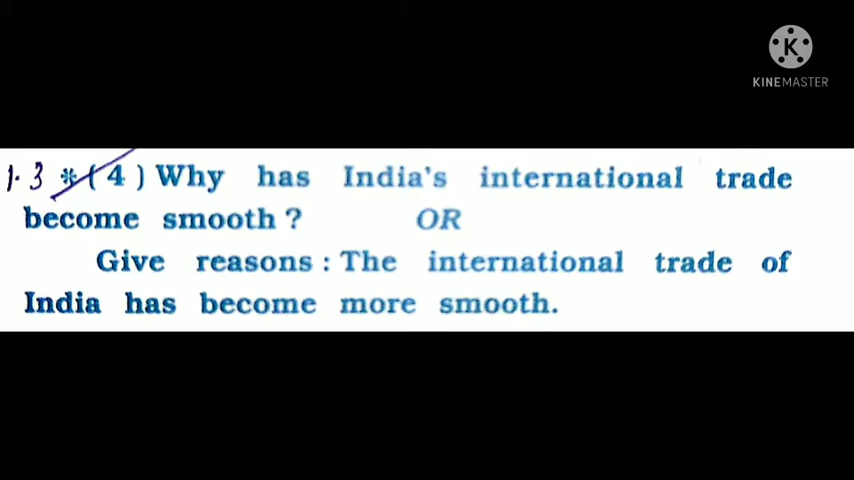 K
KINEMASTER
1.3 * ( 4 ) Why has India's international trade
become smooth ? OR
Give reasons : The international trade of
India has become more smooth.